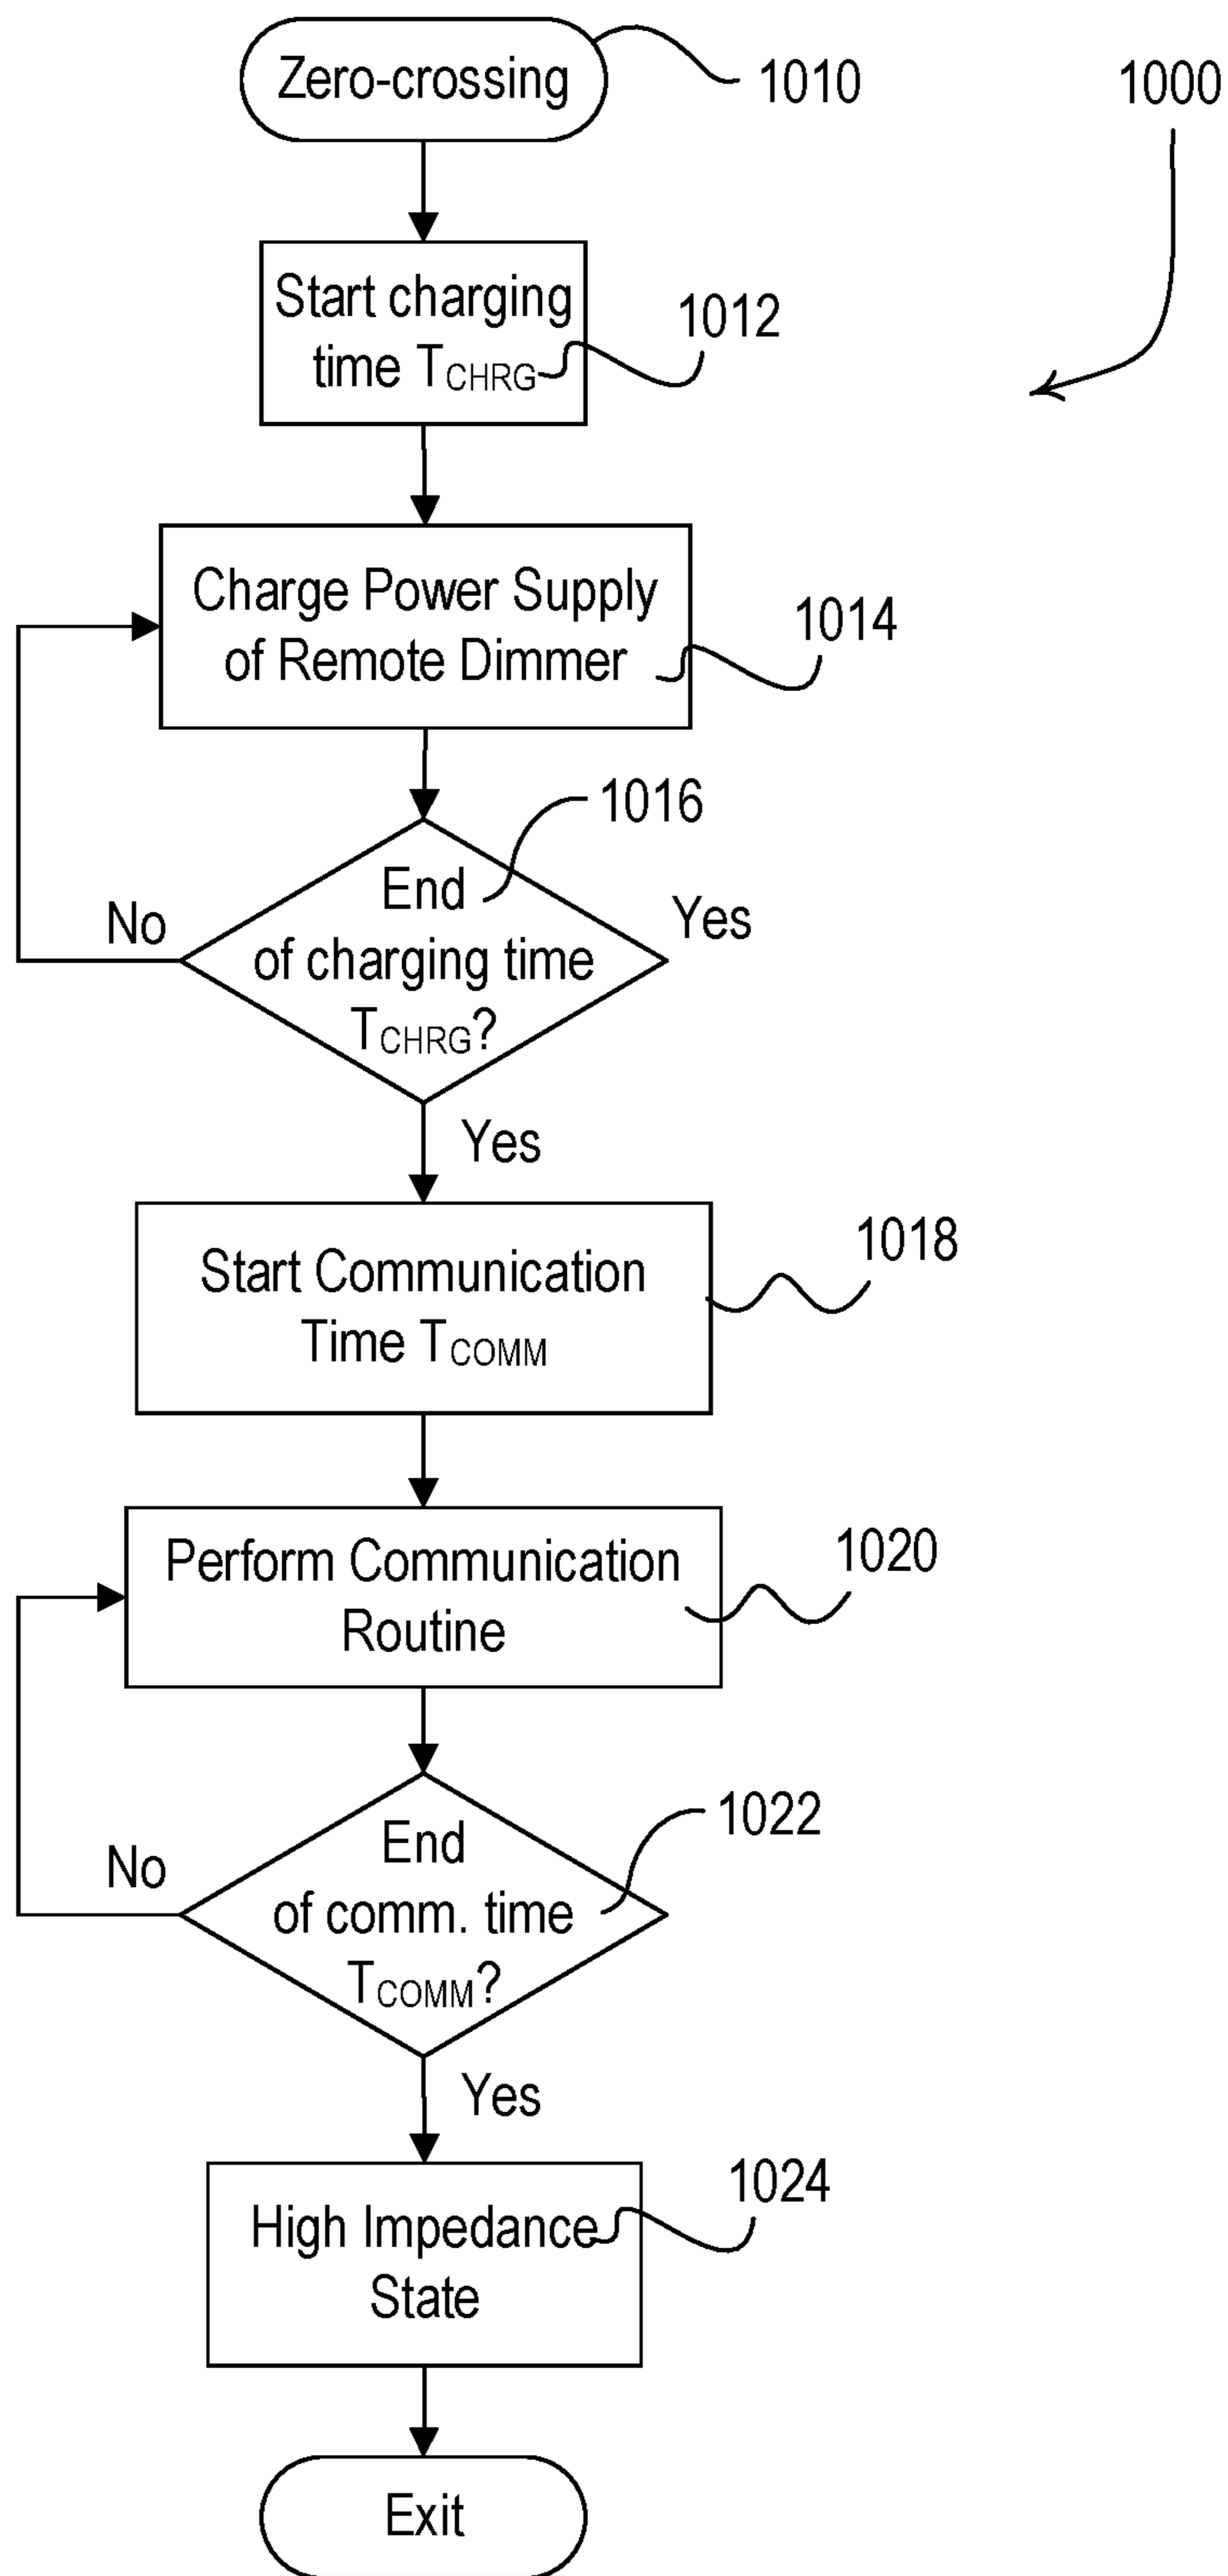 Zero-crossing
1010
1000
Start charging
time TCHRG
1012
Charge Power Supply
of Remote Dimmer
1014
1016
End
of charging time
TCHRG?
No
Yes
Yes
Start Communication
Time TCOMM
1018
Perform Communication
Routine
1020
End
of comm. time
TCOMM?
1022
No
Yes
High Impedance
State
1024
Exit